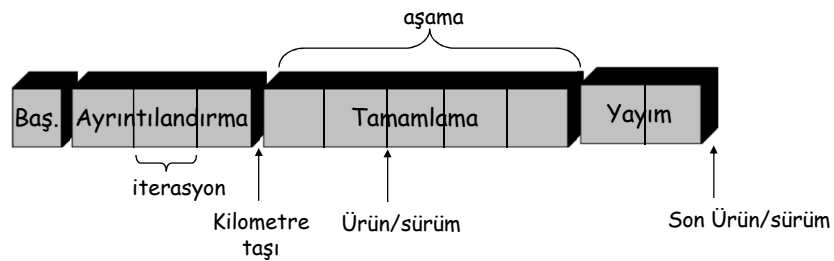 aşama
Baş. Ayrıntılandırma Tamamlama Yayım
iterasyon
Kilometre taşı
Ürün/sürüm
Son Ürün/sürüm